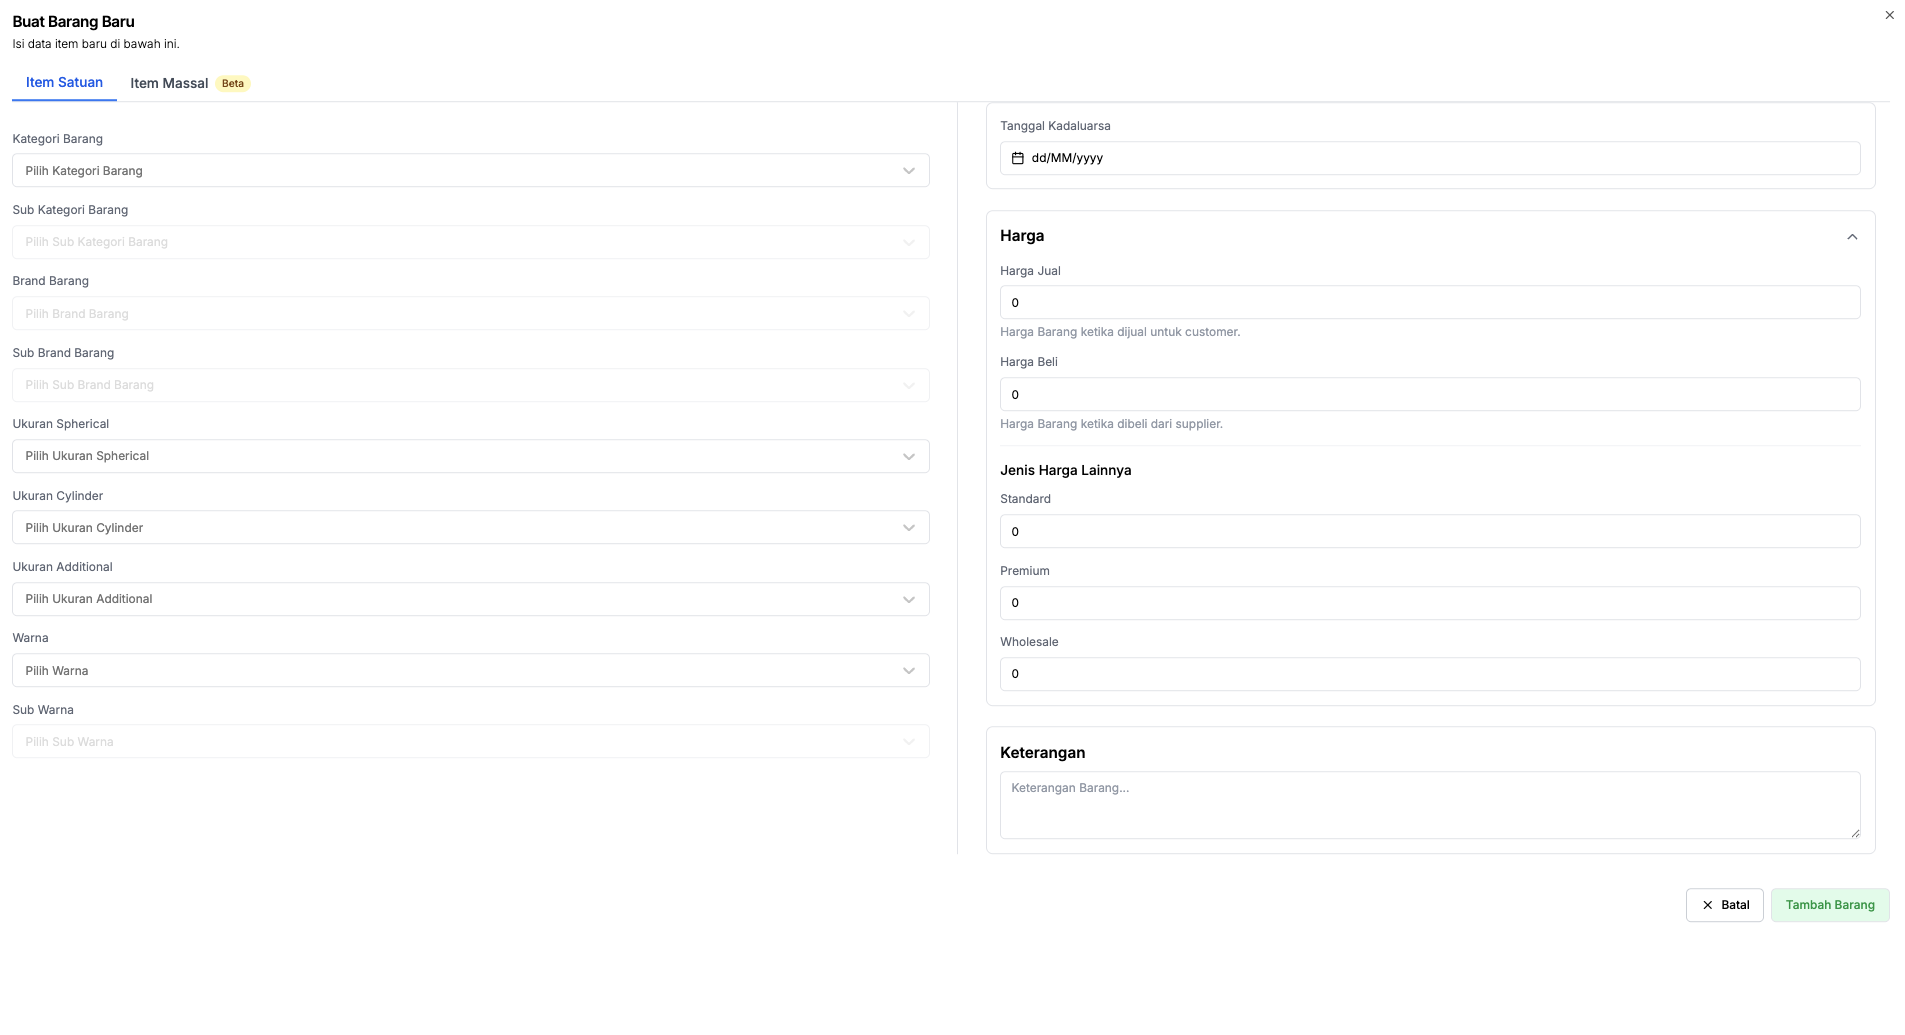 Buat Barang Baru
Isi data item baru di bawah ini.
Item Satuan
Item Massal
Beta
Kategori Barang
Pilih Kategori Barang
Sub Kategori Barang
Pilih Sub Kategori Barang
Brand Barang
Pilih Brand Barang
Sub Brand Barang
Pilih Sub Brand Barang
Ukuran Spherical
Pilih Ukuran Spherical
Ukuran Cylinder
Pilih Ukuran Cylinder
Ukuran Additional
Pilih Ukuran Additional
Warna
Pilih Warna
Sub Warna
Pilih Sub Warna
Tanggal Kadaluarsa
dd/MM/yyyy
Harga
Harga Jual
0
Harga Barang ketika dijual untuk customer.
Harga Beli
0
Harga Barang ketika dibeli dari supplier.
Jenis Harga Lainnya
Standard
0
Premium
0
Wholesale
0
Keterangan
Keterangan Barang...
Batal
Tambah Barang